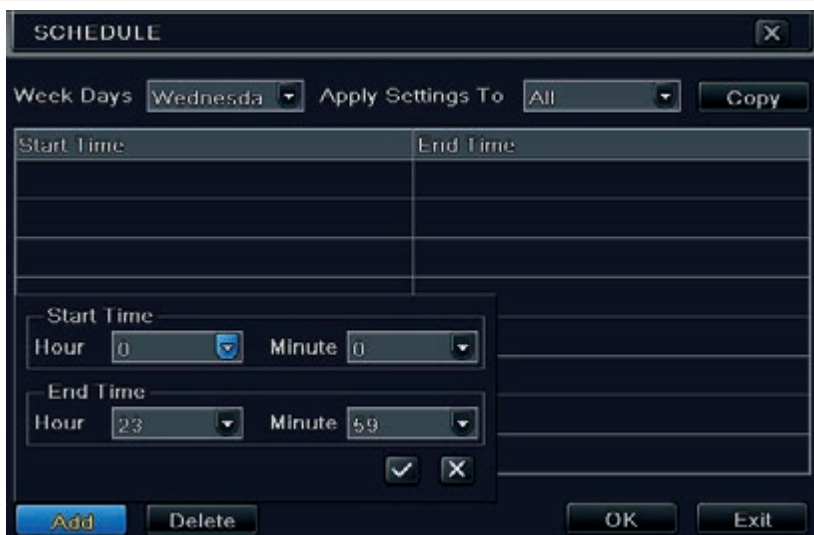 SCHEDULE
Week Days Wednesda Apply Settings To All Copy
Start Time End Time
Start Time
Hour 0 Minute 0
End Time
Hour 23 Minute 59
Add Delete OK Exit